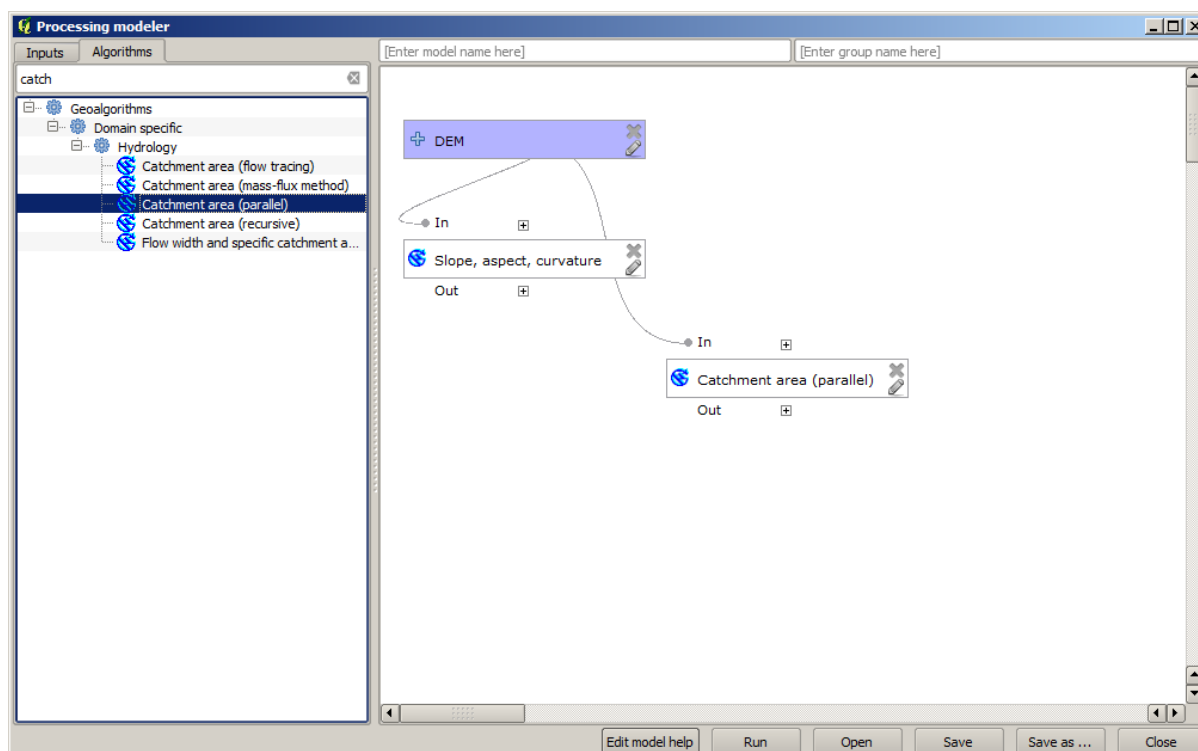 Processing modeler
Inputs Algorithms [Enter model name here] [Enter group name here]
catch
Geoalgorithms
Domain specific
Hydrology
Catchment area (flow tracing)
Catchment area (mass-flux method)
Catchment area (parallel)
Catchment area (recursive)
Flow width and specific catchment a...
DEM
In
Slope, aspect, curvature
Out
In
Catchment area (parallel)
Out
Edit model help Run Open Save Save as ... Close